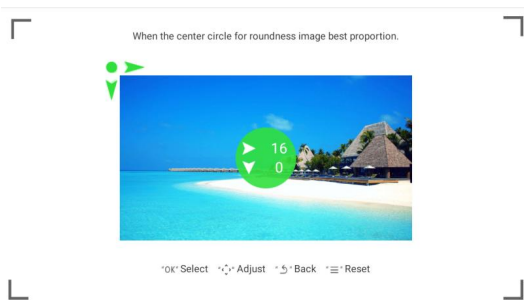 When the center circle for roundness image best proportion.
16
0
"OK" Select " " Adjust " " Back " " Reset